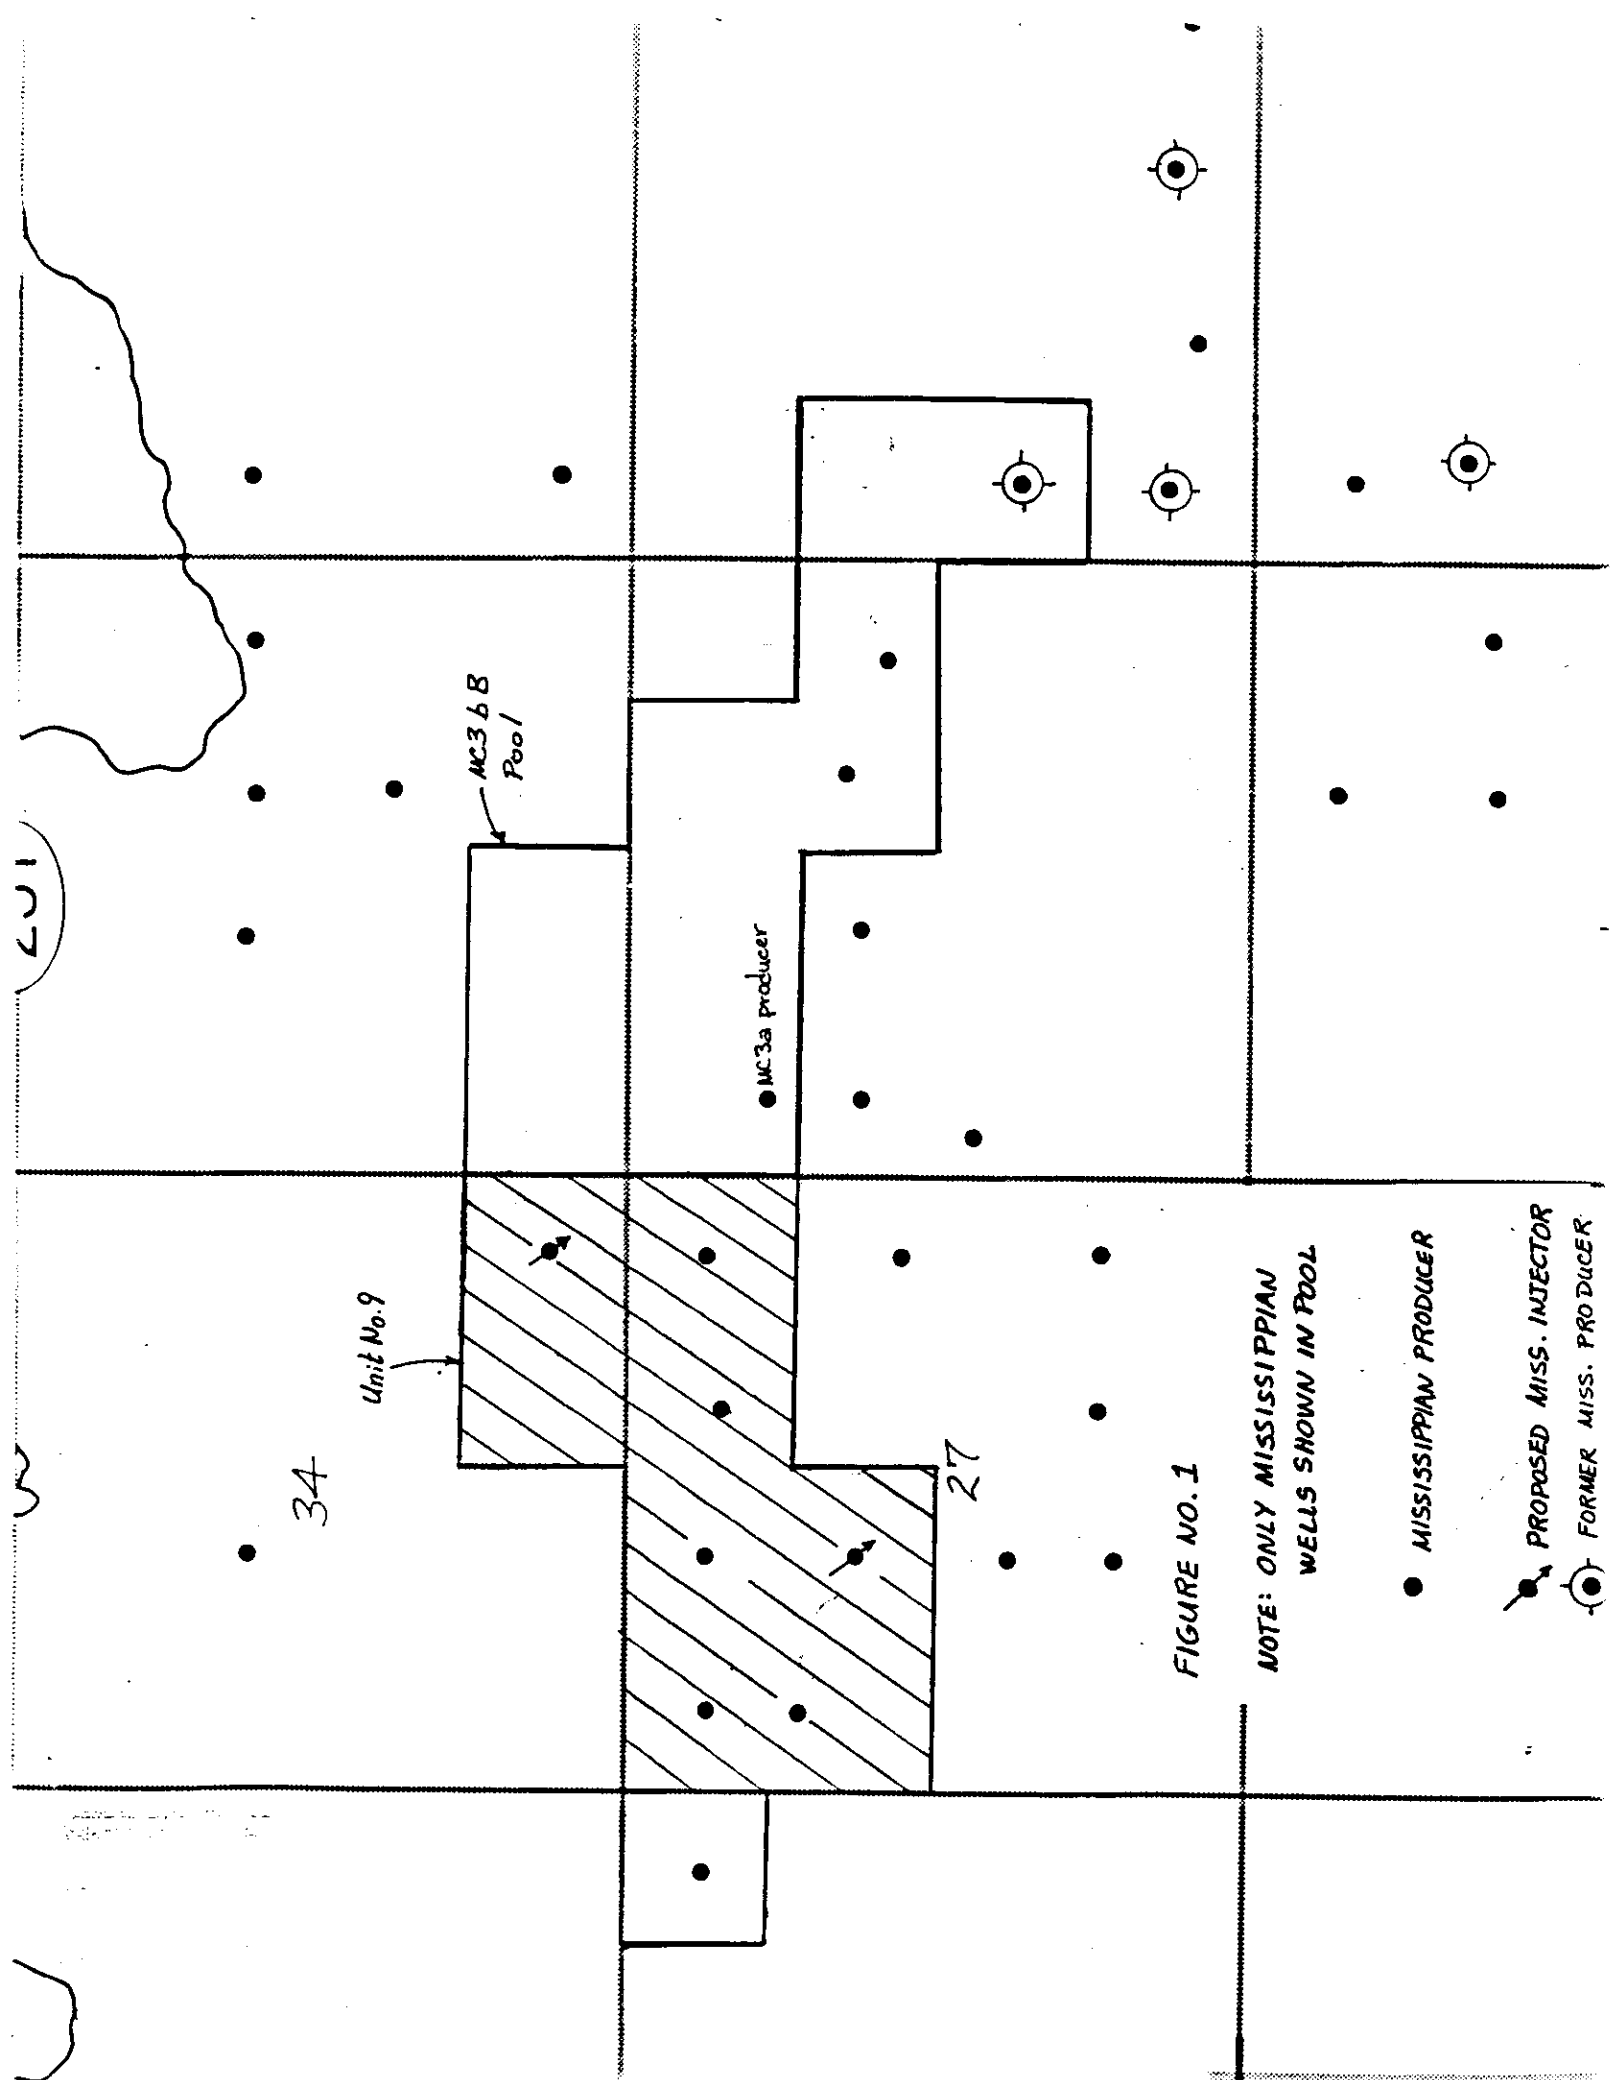 34
Unit No.9
MC3 b B
Pool
MC3a producer
27
FIGURE NO. 1
NOTE: ONLY MISSISSIPPIAN
WELLS SHOWN IN POOL
MISSISSIPPIAN PRODUCER
PROPOSED MISS. INJECTOR
FORMER MISS. PRODUCER